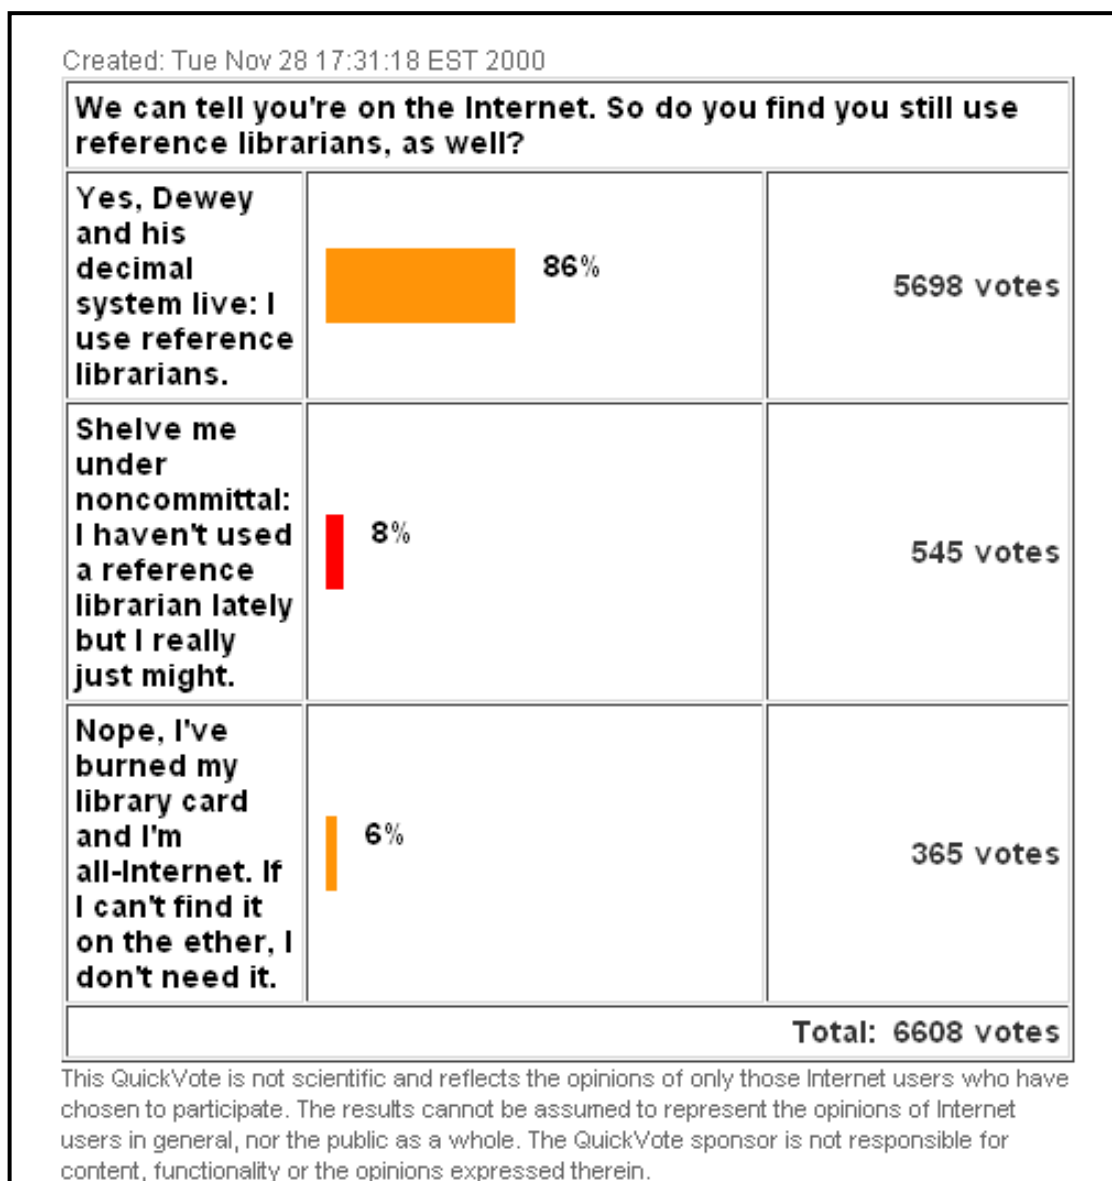 Created: Tue Nov 28 17:31:18 EST 2000
We can tell you're on the Internet. So do you find you still use
reference librarians, as well?
Yes, Dewey
and his
decimal
system live: I
use reference
librarians.
86%
5698 votes
Shelve me
under
noncommittal:
I haven't used
a reference
librarian lately
but I really
just might.
8%
545 votes
Nope, I've
burned my
library card
and I'm
all-Internet. If
I can't find it
on the ether, I
don't need it.
6%
365 votes
Total: 6608 votes
This QuickVote is not scientific and reflects the opinions of only those Internet users who have
chosen to participate. The results cannot be assumed to represent the opinions of Internet
users in general, nor the public as a whole. The QuickVote sponsor is not responsible for
content, functionality or the opinions expressed therein.